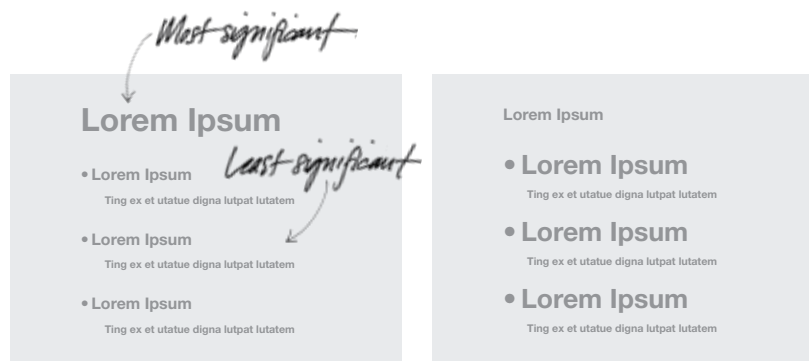 Most significant
Lorem Ipsum
Least significant
• Lorem Ipsum
Ting ex et utatue digna lutpat lutatem
• Lorem Ipsum
Ting ex et utatue digna lutpat lutatem
• Lorem Ipsum
Ting ex et utatue digna lutpat lutatem
Lorem Ipsum
• Lorem Ipsum
Ting ex et utatue digna lutpat lutatem
• Lorem Ipsum
Ting ex et utatue digna lutpat lutatem
• Lorem Ipsum
Ting ex et utatue digna lutpat lutatem